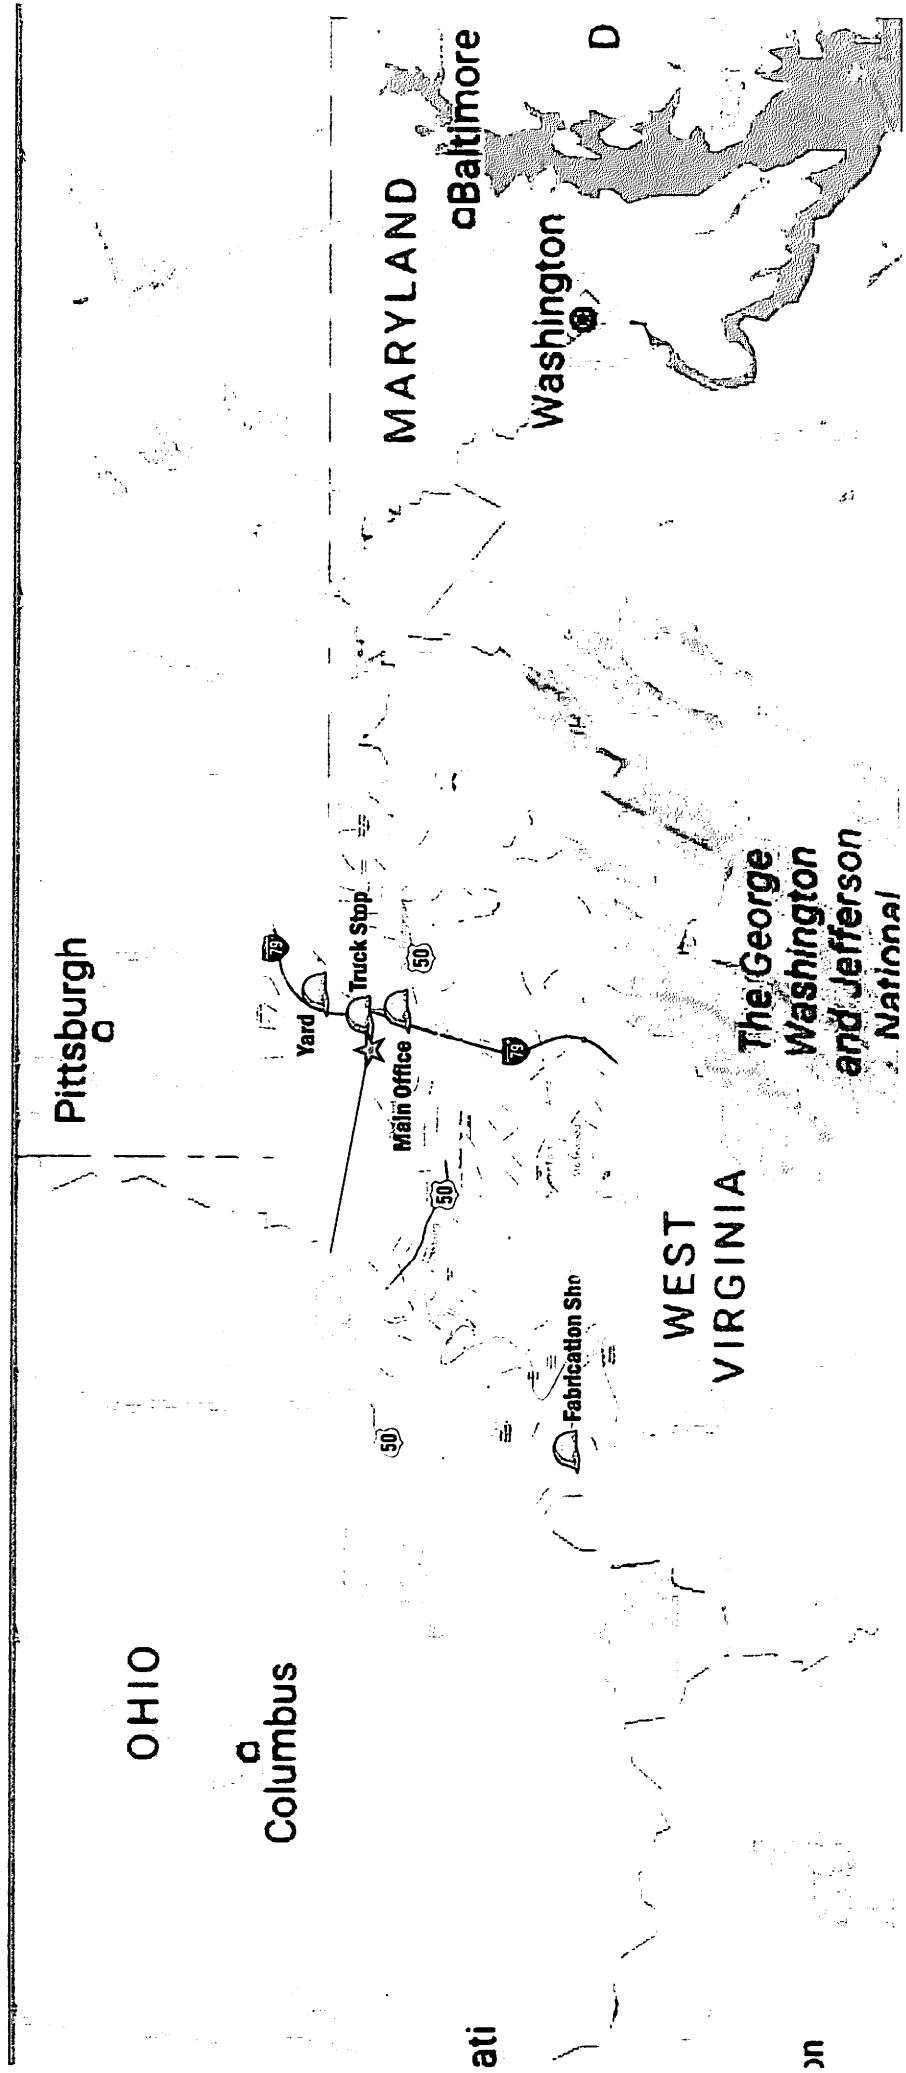 Pittsburgh
OHIO
Columbus
79
Yard
Truck Stop
Main Office
50
50
50
79
MARYLAND
Baltimore
Washington
D
Fabrication Sho
WEST
VIRGINIA
The George
Washington
and Jefferson
National
ati
on